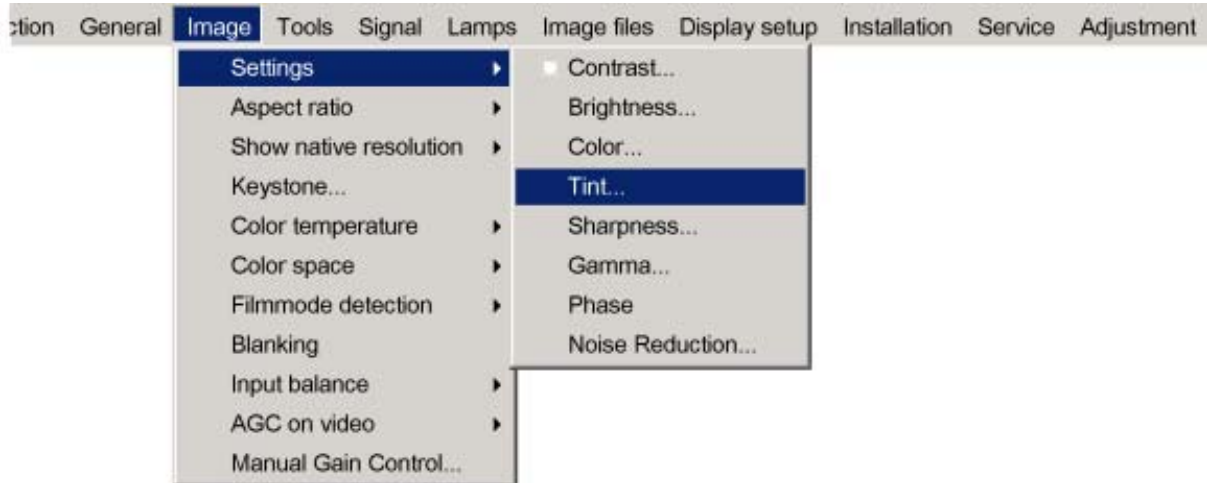 ction General Image Tools Signal Lamps Image files Display setup Installation Service Adjustment
Settings
Aspect ratio
Show native resolution
Keystone...
Color temperature
Color space
Filmmode detection
Blanking
Input balance
AGC on video
Manual Gain Control...
Contrast...
Brightness...
Color...
Tint...
Sharpness...
Gamma...
Phase
Noise Reduction...